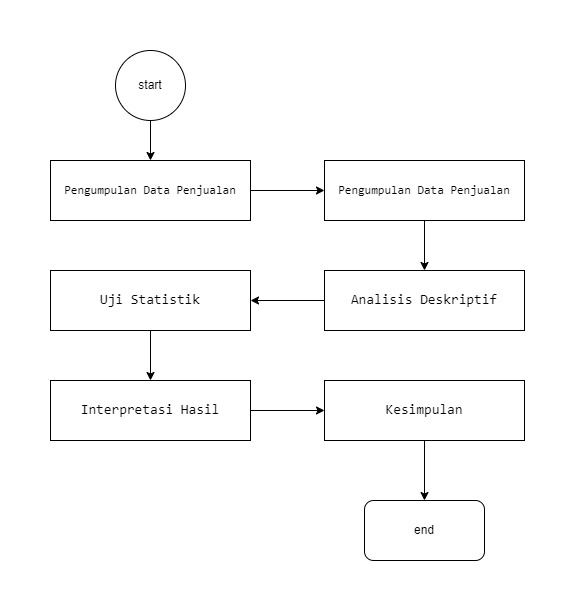 start
Pengumpulan Data Penjualan
Pengumpulan Data Penjualan
Analisis Deskriptif
Uji Statistik
Interpretasi Hasil
Kesimpulan
end